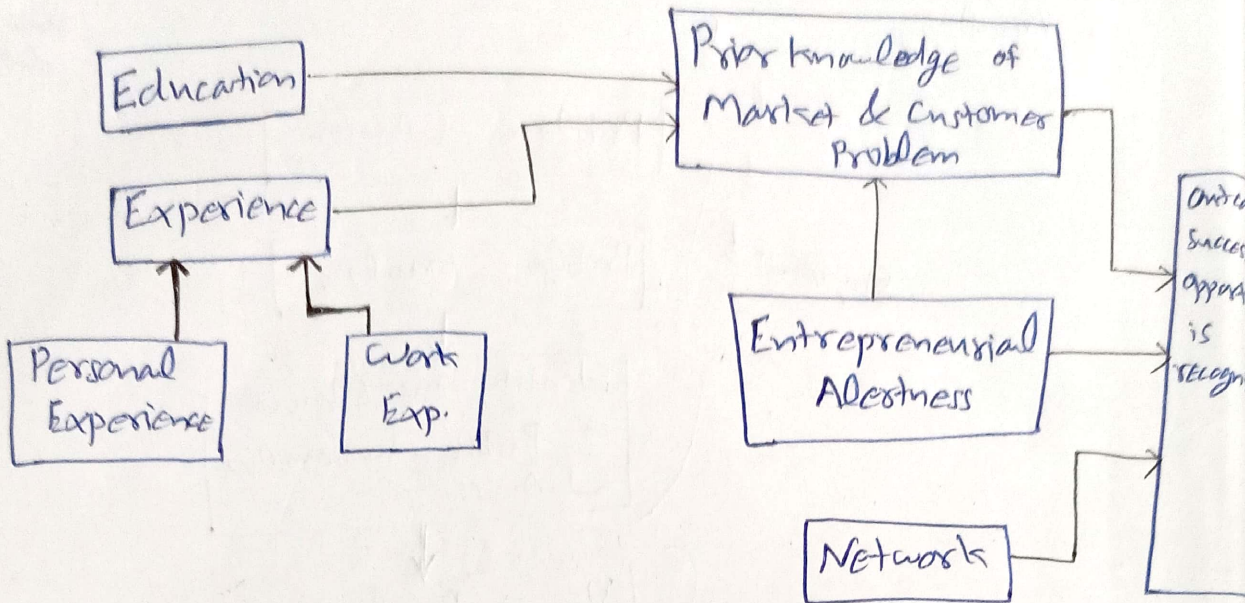 Education
Prior knowledge of
Market & Customer
Problem
Experience
Personal
Experience
Work
Exp.
Entrepreneurial
Alertness
is
Network